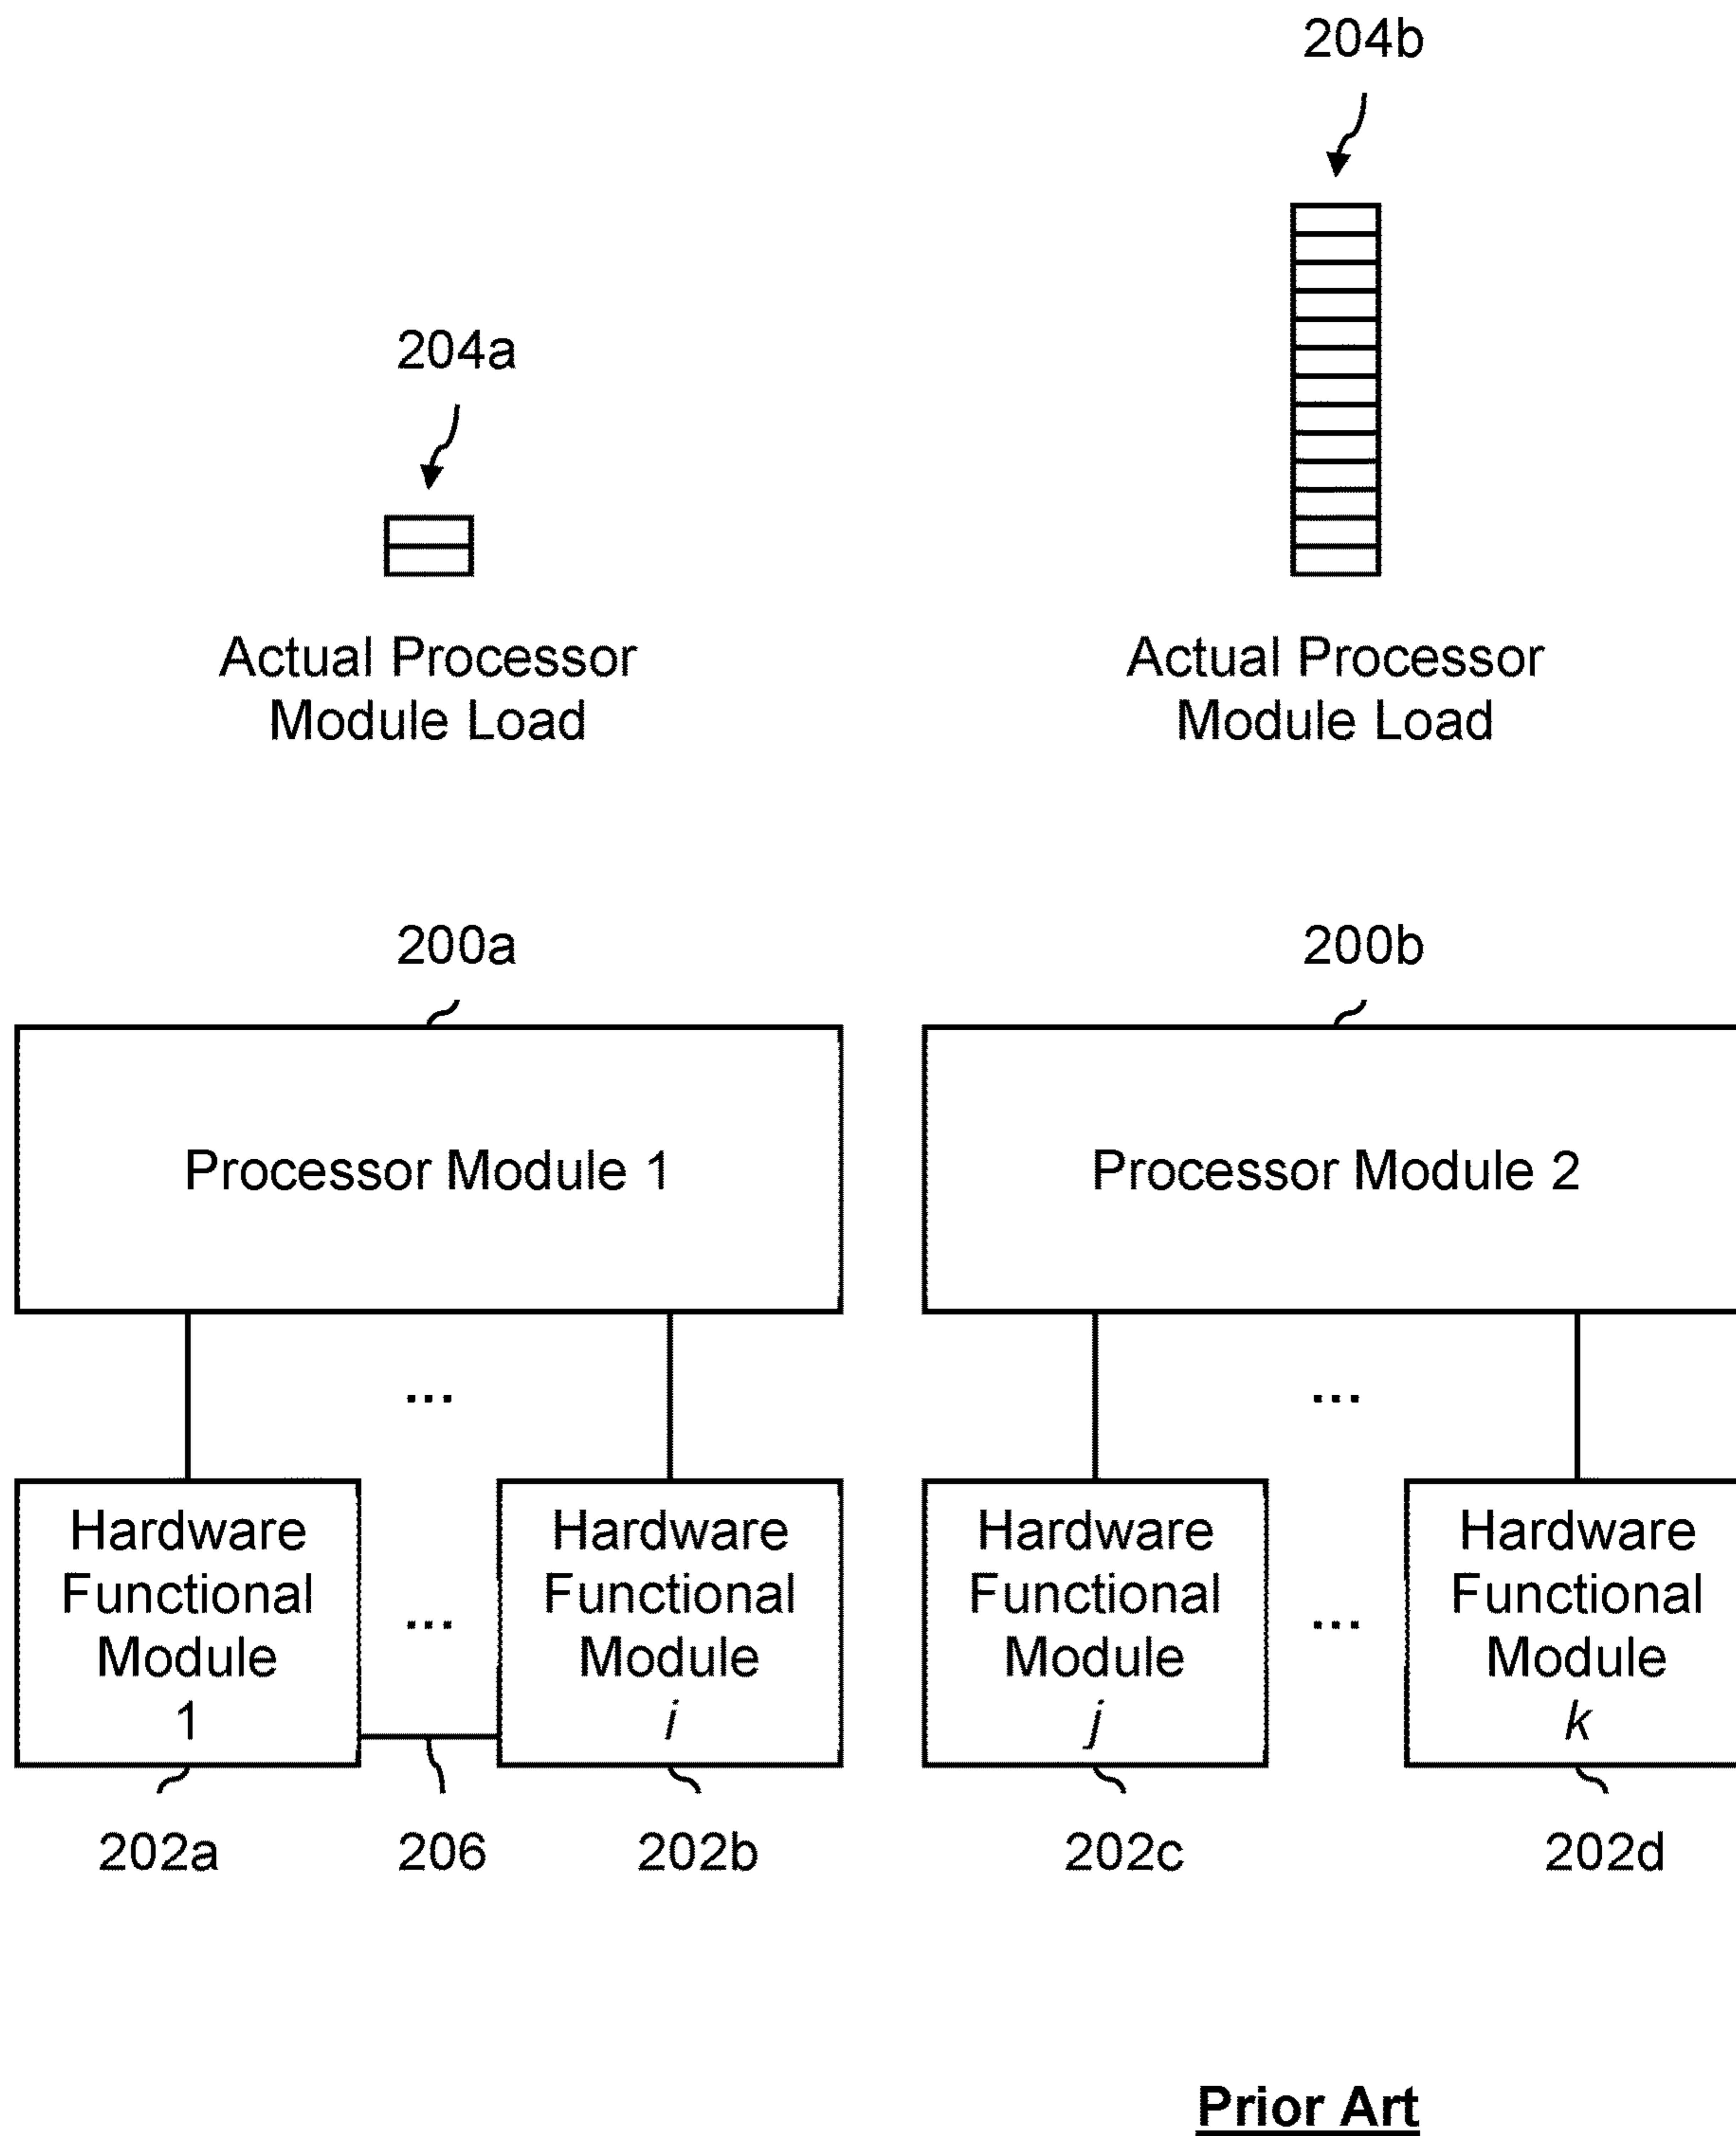 204b
204a
Actual Processor
Module Load
Actual Processor
Module Load
200a
200b
Processor Module 1
Processor Module 2
...
...
Hardware
Functional
Module
1
...
Hardware
Functional
Module
i
Hardware
Functional
Module
j
...
Hardware
Functional
Module
k
202a
206
202b
202c
202d
Prior Art